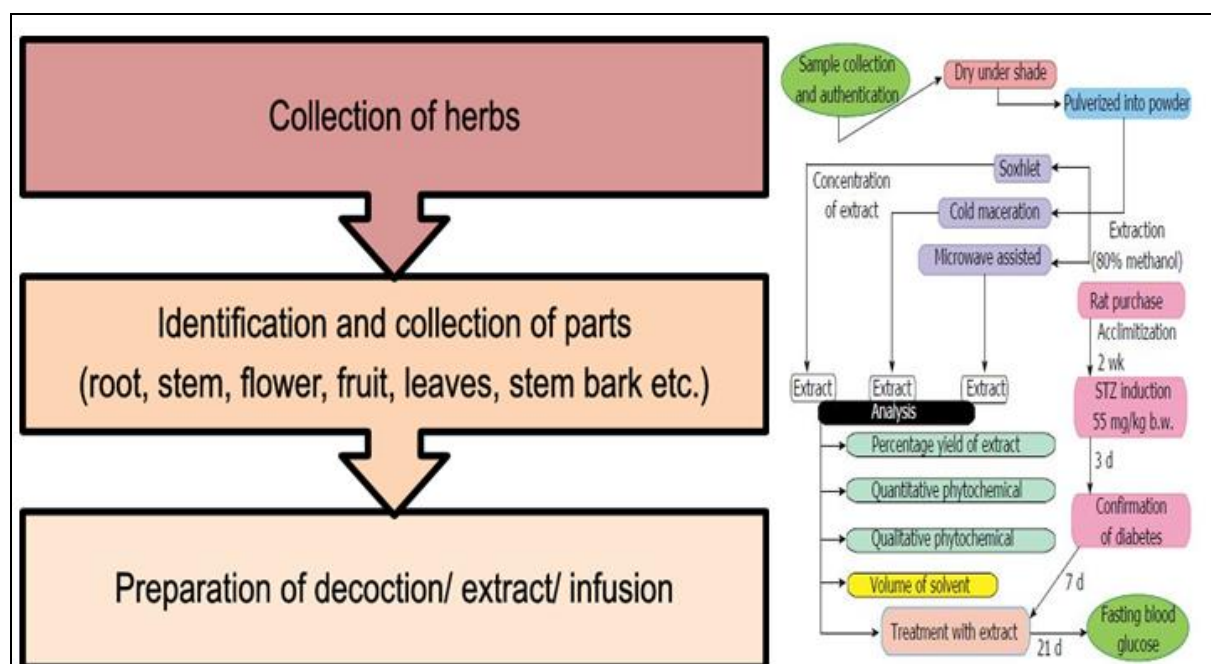 Collection of herbs
Identification and collection of parts
(root, stem, flower, fruit, leaves, stem bark etc.)
Preparation of decoction/ extract/ infusion
Sample collection
and authentication
Dry under shade
Pulverized into powder
Soxhlet
Concentration
of extract
Cold maceration
Microwave assisted
Extraction
(80% methanol)
Rat purchase
Acclimitization
2 wk
STZ induction
55 mg/kg b.w.
3 d
Confirmation
of diabetes
7 d
Extract
Extract
Extract
Analysis
Percentage yield of extract
Quantitative phytochemical
Qualitative phytochemical
Volume of solvent
Treatment with extract
21 d
Fasting blood
glucose